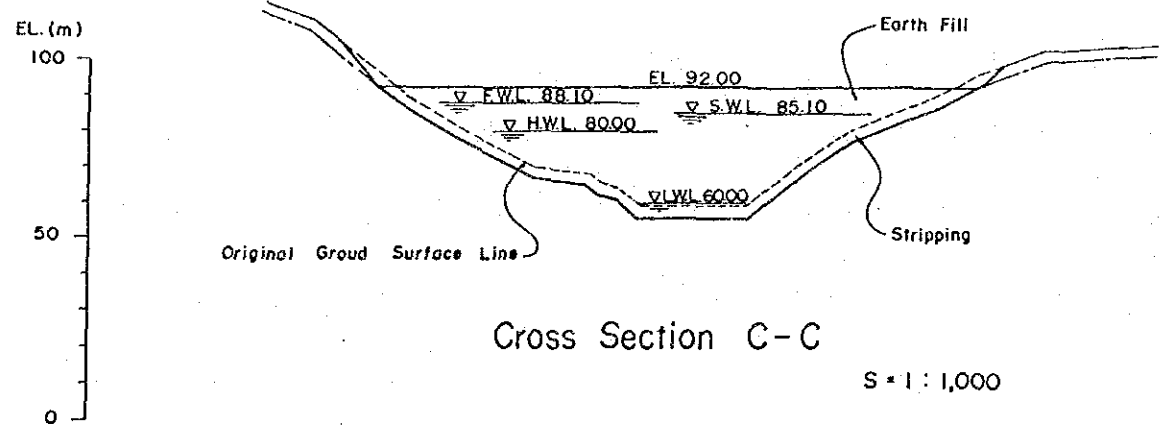 EL. (m)
100
50
0
Earth Fill
EL. 92.00
F.W.L. 88.10
S.W.L. 85.10
H.W.L. 80.00
L.W.L. 60.00
Original Groud Surface Line
Stripping
Cross Section C-C
S = 1 : 1,000